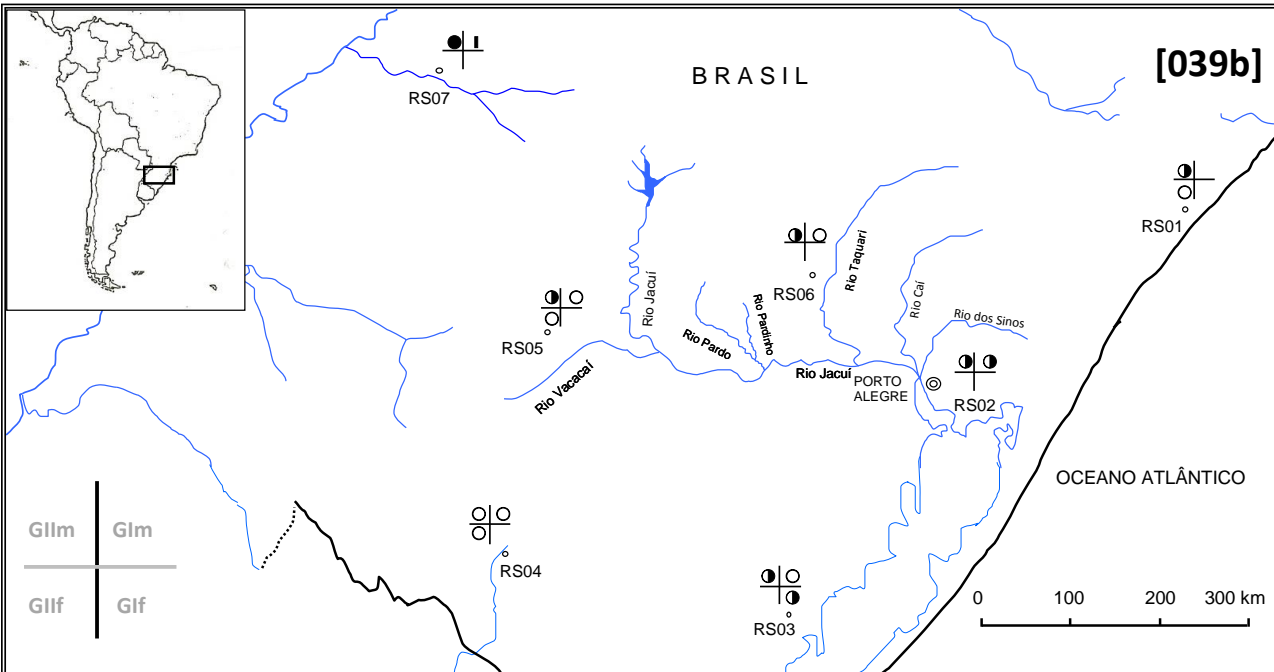 [039b]
BRASIL
RS07
RS01
Rio Taquari
RS06
Rio Caí
Rio Jacuí
Rio Pardinho
Rio dos Sinos
RS05
Rio Pardo
Rio Vacacaí
Rio Jacuí
PORTO
ALEGRE
RS02
OCEANO ATLÂNTICO
GIIm GIm
GIIf GIf
RS04
RS03
0 100 200 300 km